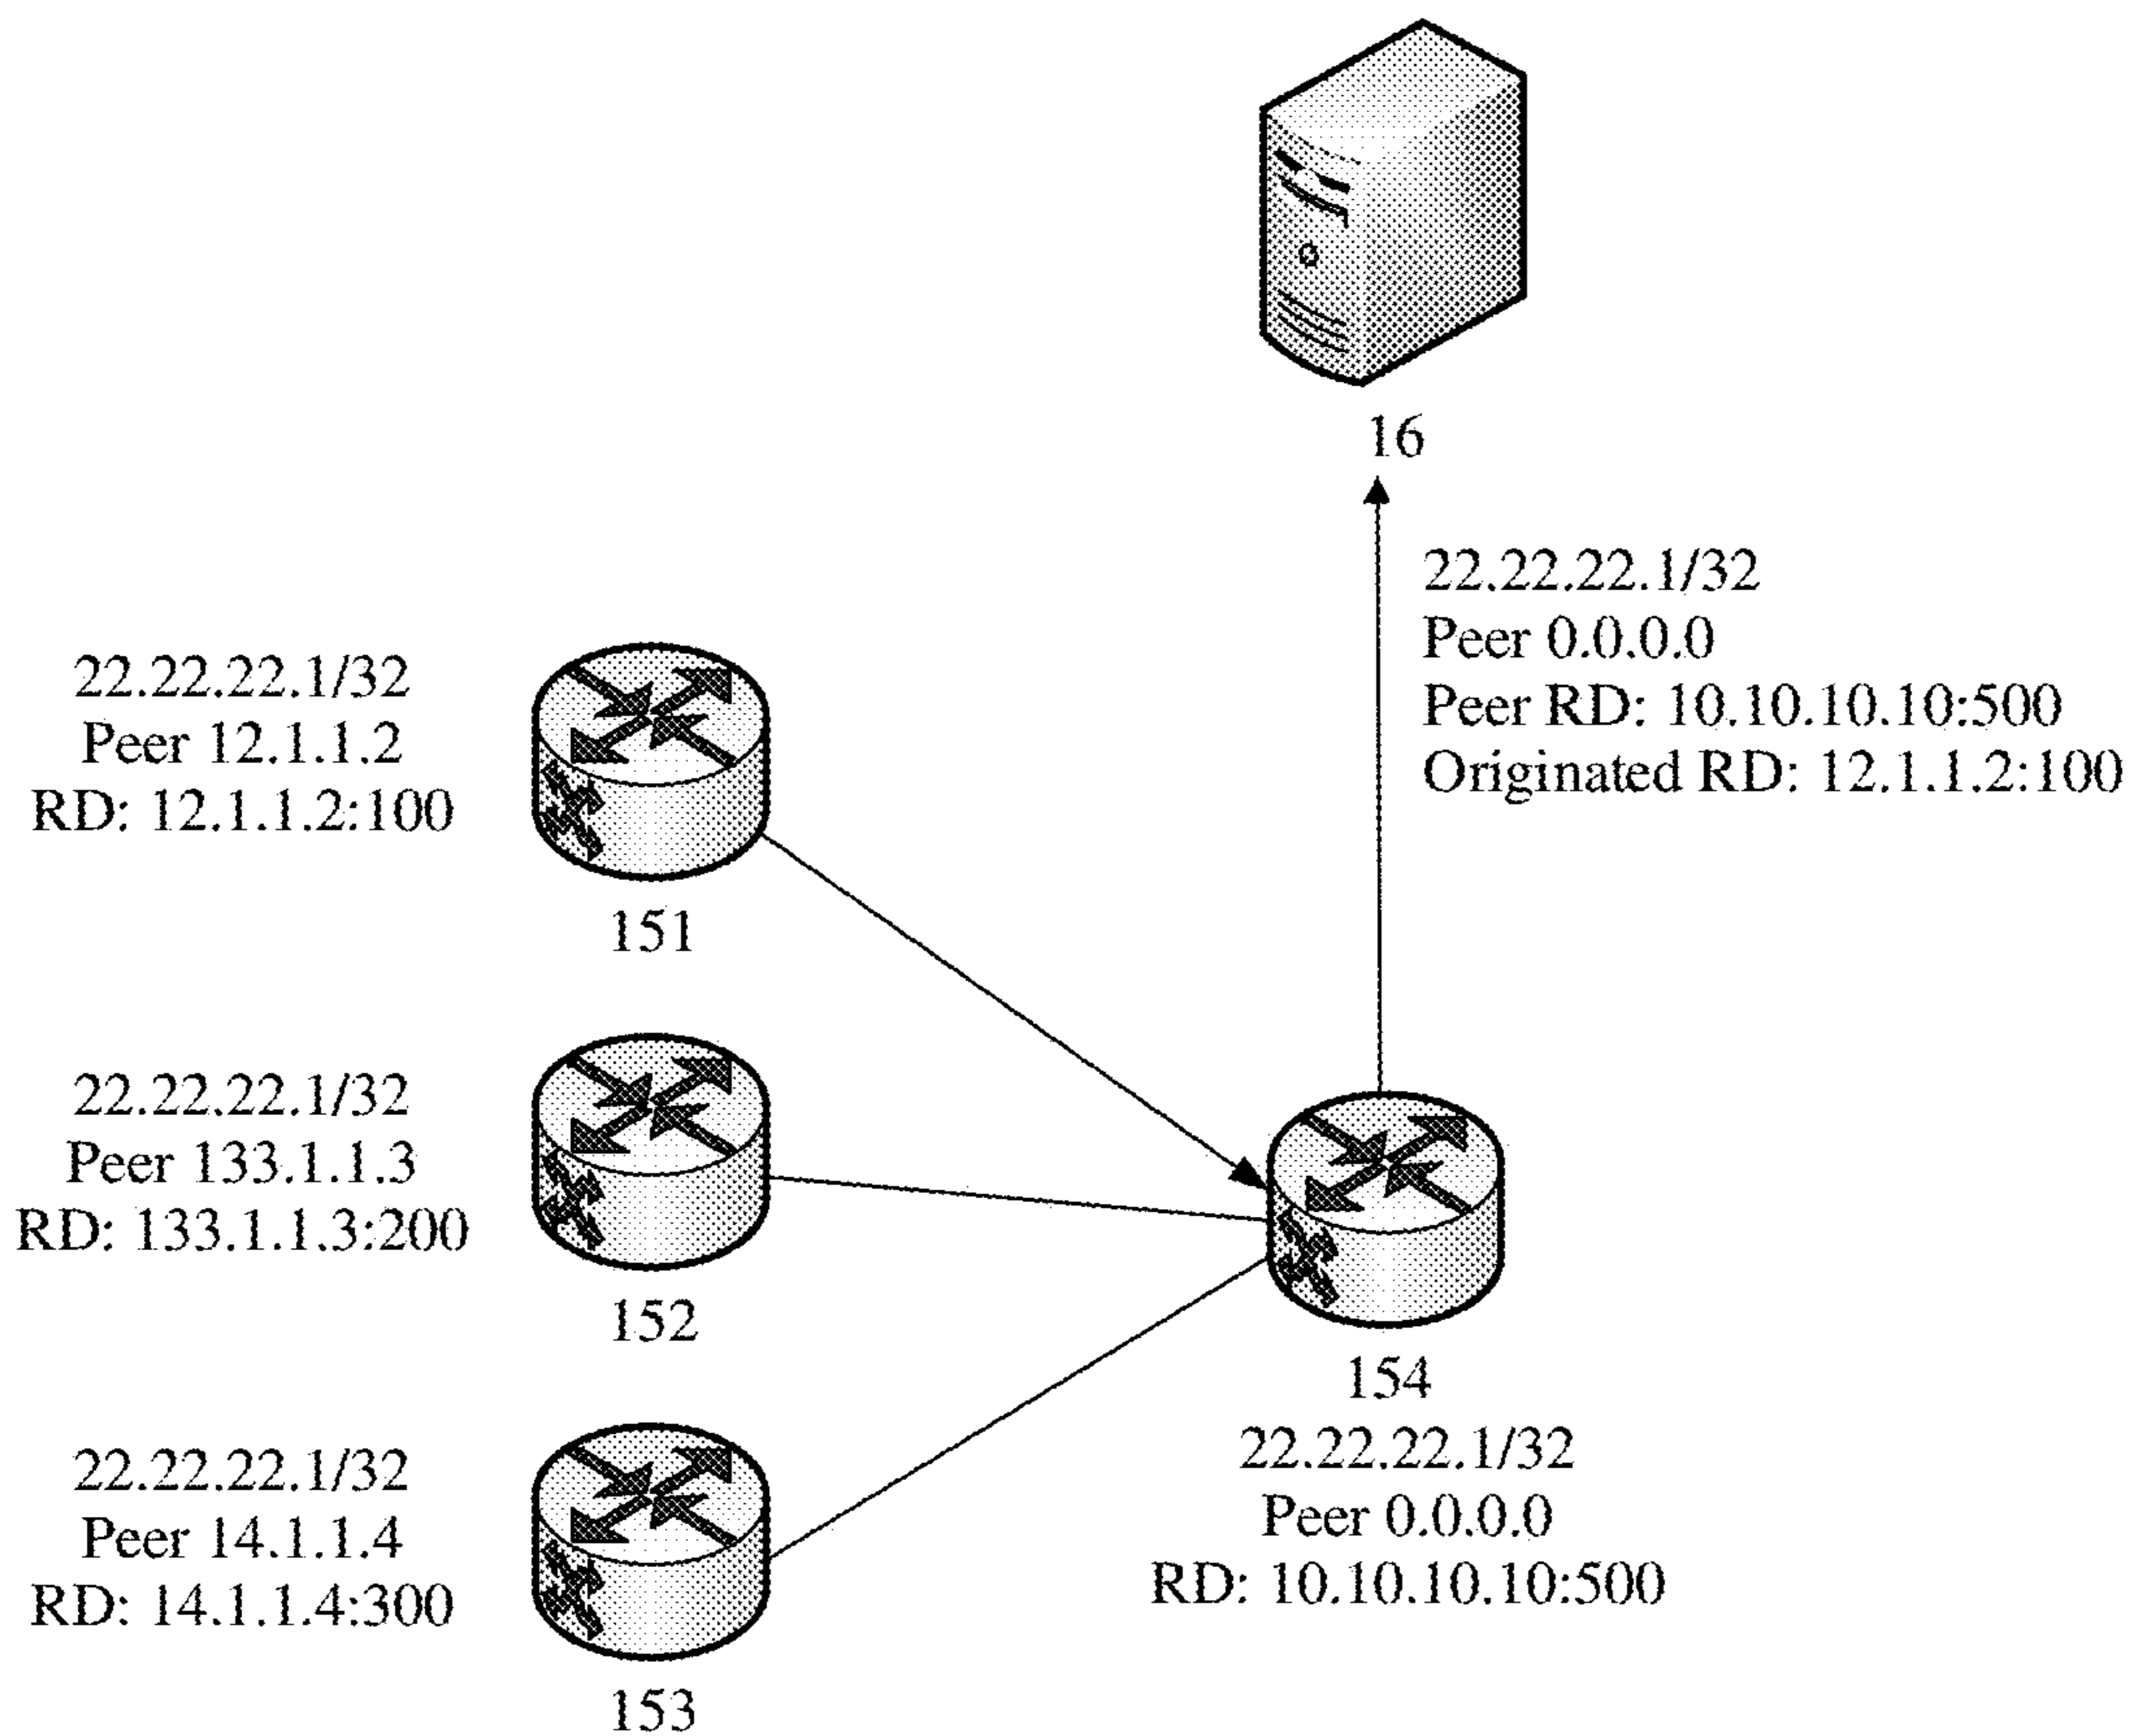 16
22.22.22.1/32
Peer 0.0.0.0
Peer RD: 10.10.10.10:500
Originated RD: 12.1.1.2:100
22.22.22.1/32
Peer 12.1.1.2
RD: 12.1.1.2:100
151
22.22.22.1/32
Peer 133.1.1.3
RD: 133.1.1.3:200
152
22.22.22.1/32
Peer 14.1.1.4
RD: 14.1.1.4:300
153
154
22.22.22.1/32
Peer 0.0.0.0
RD: 10.10.10.10:500